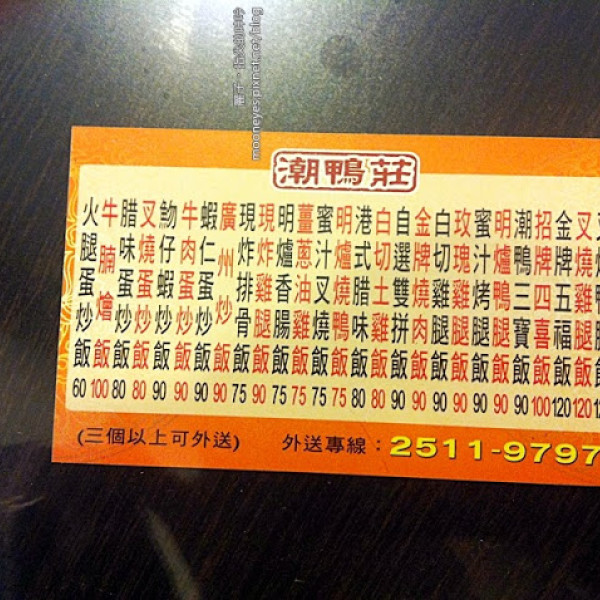 潮鴨莊
火腿蛋炒飯 60
牛腩燴飯 100
腊味蛋炒飯 80
叉燒蛋炒飯 80
魩仔蝦炒飯 90
牛肉蛋炒飯 90
蝦仁蛋炒飯 90
廣州炒飯 90
現炸排骨飯 75
現炸雞腿飯 90
明爐香腸飯 75
薑蔥油雞飯 75
蜜汁叉燒飯 75
明爐燒鴨飯 80
港式腊味飯 80
白切土雞飯 80
自選雙拼飯 90
金牌燒肉飯 90
白切雞腿飯 90
玫瑰雞腿飯 90
蜜汁烤腿飯 90
明爐鴨腿飯 90
潮鴨三寶飯 90
招牌四喜飯 100
金牌五福飯 120
叉燒雞腿飯 120
(三個以上可外送) 外送專線：2511-9797
mooneyes.pixnet.net/blog